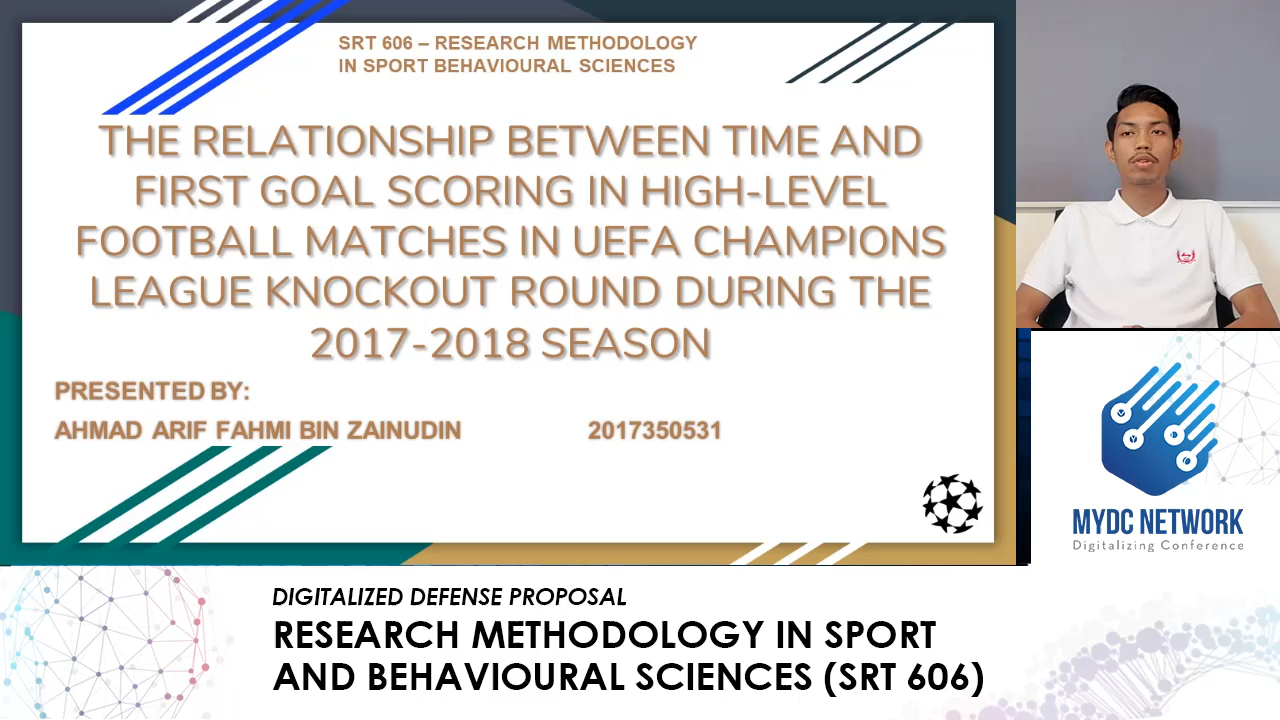 SRT 606 – RESEARCH METHODOLOGY
IN SPORT BEHAVIOURAL SCIENCES
THE RELATIONSHIP BETWEEN TIME AND
FIRST GOAL SCORING IN HIGH-LEVEL
FOOTBALL MATCHES IN UEFA CHAMPIONS
LEAGUE KNOCKOUT ROUND DURING THE
2017-2018 SEASON
PRESENTED BY:
AHMAD ARIF FAHMI BIN ZAINUDIN 2017350531
MYDC NETWORK
Digitalizing Conference
DIGITALIZED DEFENSE PROPOSAL
RESEARCH METHODOLOGY IN SPORT
AND BEHAVIOURAL SCIENCES (SRT 606)